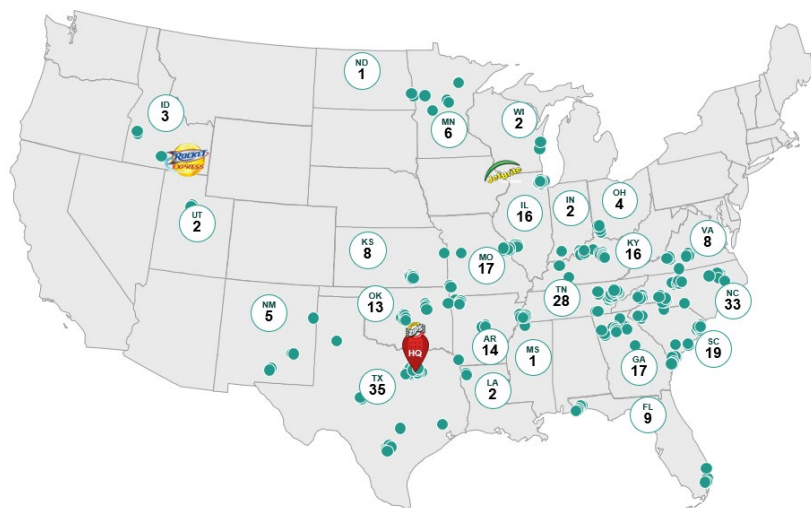 ND
1
ID
3
WI
2
MN
6
ROCKET
EXPRESS
OH
4
IN
2
IL
16
UT
2
VA
8
KS
8
KY
16
MO
17
TN
28
NC
33
OK
13
NM
5
AR
14
SC
19
MS
1
HQ
GA
17
TX
35
LA
2
FL
9